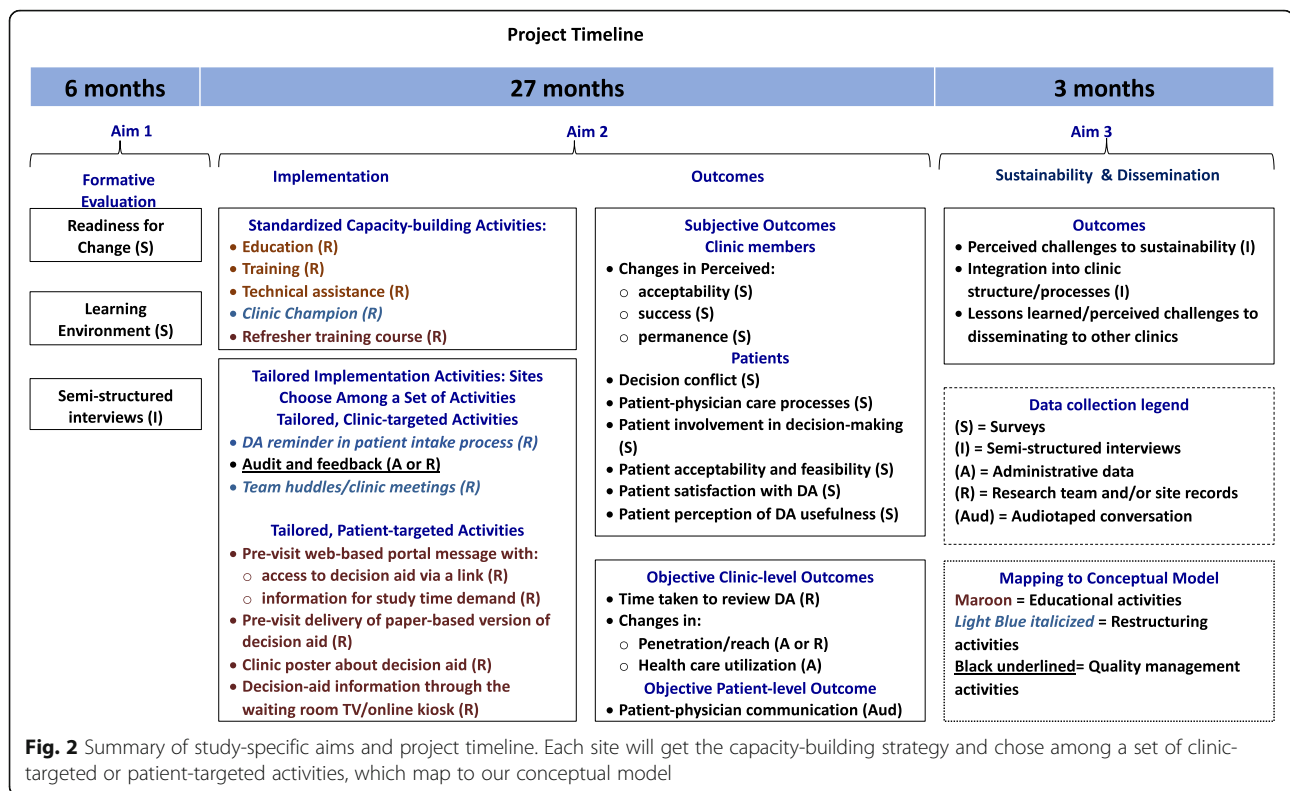 Project Timeline
6 months
27 months
3 months
Aim 1
Aim 2
Aim 3
Formative
Evaluation
Readiness for
Change (S)
Learning
Environment (S)
Semi-structured
interviews (I)
Implementation
Standardized Capacity-building Activities:
• Education (R)
• Training (R)
• Technical assistance (R)
• Clinic Champion (R)
• Refresher training course (R)
Tailored Implementation Activities: Sites
Choose Among a Set of Activities
Tailored, Clinic-targeted Activities
• DA reminder in patient intake process (R)
• Audit and feedback (A or R)
• Team huddles/clinic meetings (R)
Tailored, Patient-targeted Activities
• Pre-visit web-based portal message with:
○ access to decision aid via a link (R)
○ information for study time demand (R)
• Pre-visit delivery of paper-based version of
decision aid (R)
• Clinic poster about decision aid (R)
• Decision-aid information through the
waiting room TV/online kiosk (R)
Outcomes
Subjective Outcomes
Clinic members
• Changes in Perceived:
○ acceptability (S)
○ success (S)
○ permanence (S)
Patients
• Decision conflict (S)
• Patient-physician care processes (S)
• Patient involvement in decision-making
(S)
• Patient acceptability and feasibility (S)
• Patient satisfaction with DA (S)
• Patient perception of DA usefulness (S)
Objective Clinic-level Outcomes
• Time taken to review DA (R)
• Changes in:
○ Penetration/reach (A or R)
○ Health care utilization (A)
Objective Patient-level Outcome
• Patient-physician communication (Aud)
Sustainability & Dissemination
Outcomes
• Perceived challenges to sustainability (I)
• Integration into clinic
structure/processes (I)
• Lessons learned/perceived challenges to
disseminating to other clinics
Data collection legend
(S) = Surveys
(I) = Semi-structured interviews
(A) = Administrative data
(R) = Research team and/or site records
(Aud) = Audiotaped conversation
Mapping to Conceptual Model
Maroon = Educational activities
Light Blue italicized = Restructuring
activities
Black underlined= Quality management
activities
Fig. 2 Summary of study-specific aims and project timeline. Each site will get the capacity-building strategy and chose among a set of clinic-
targeted or patient-targeted activities, which map to our conceptual model